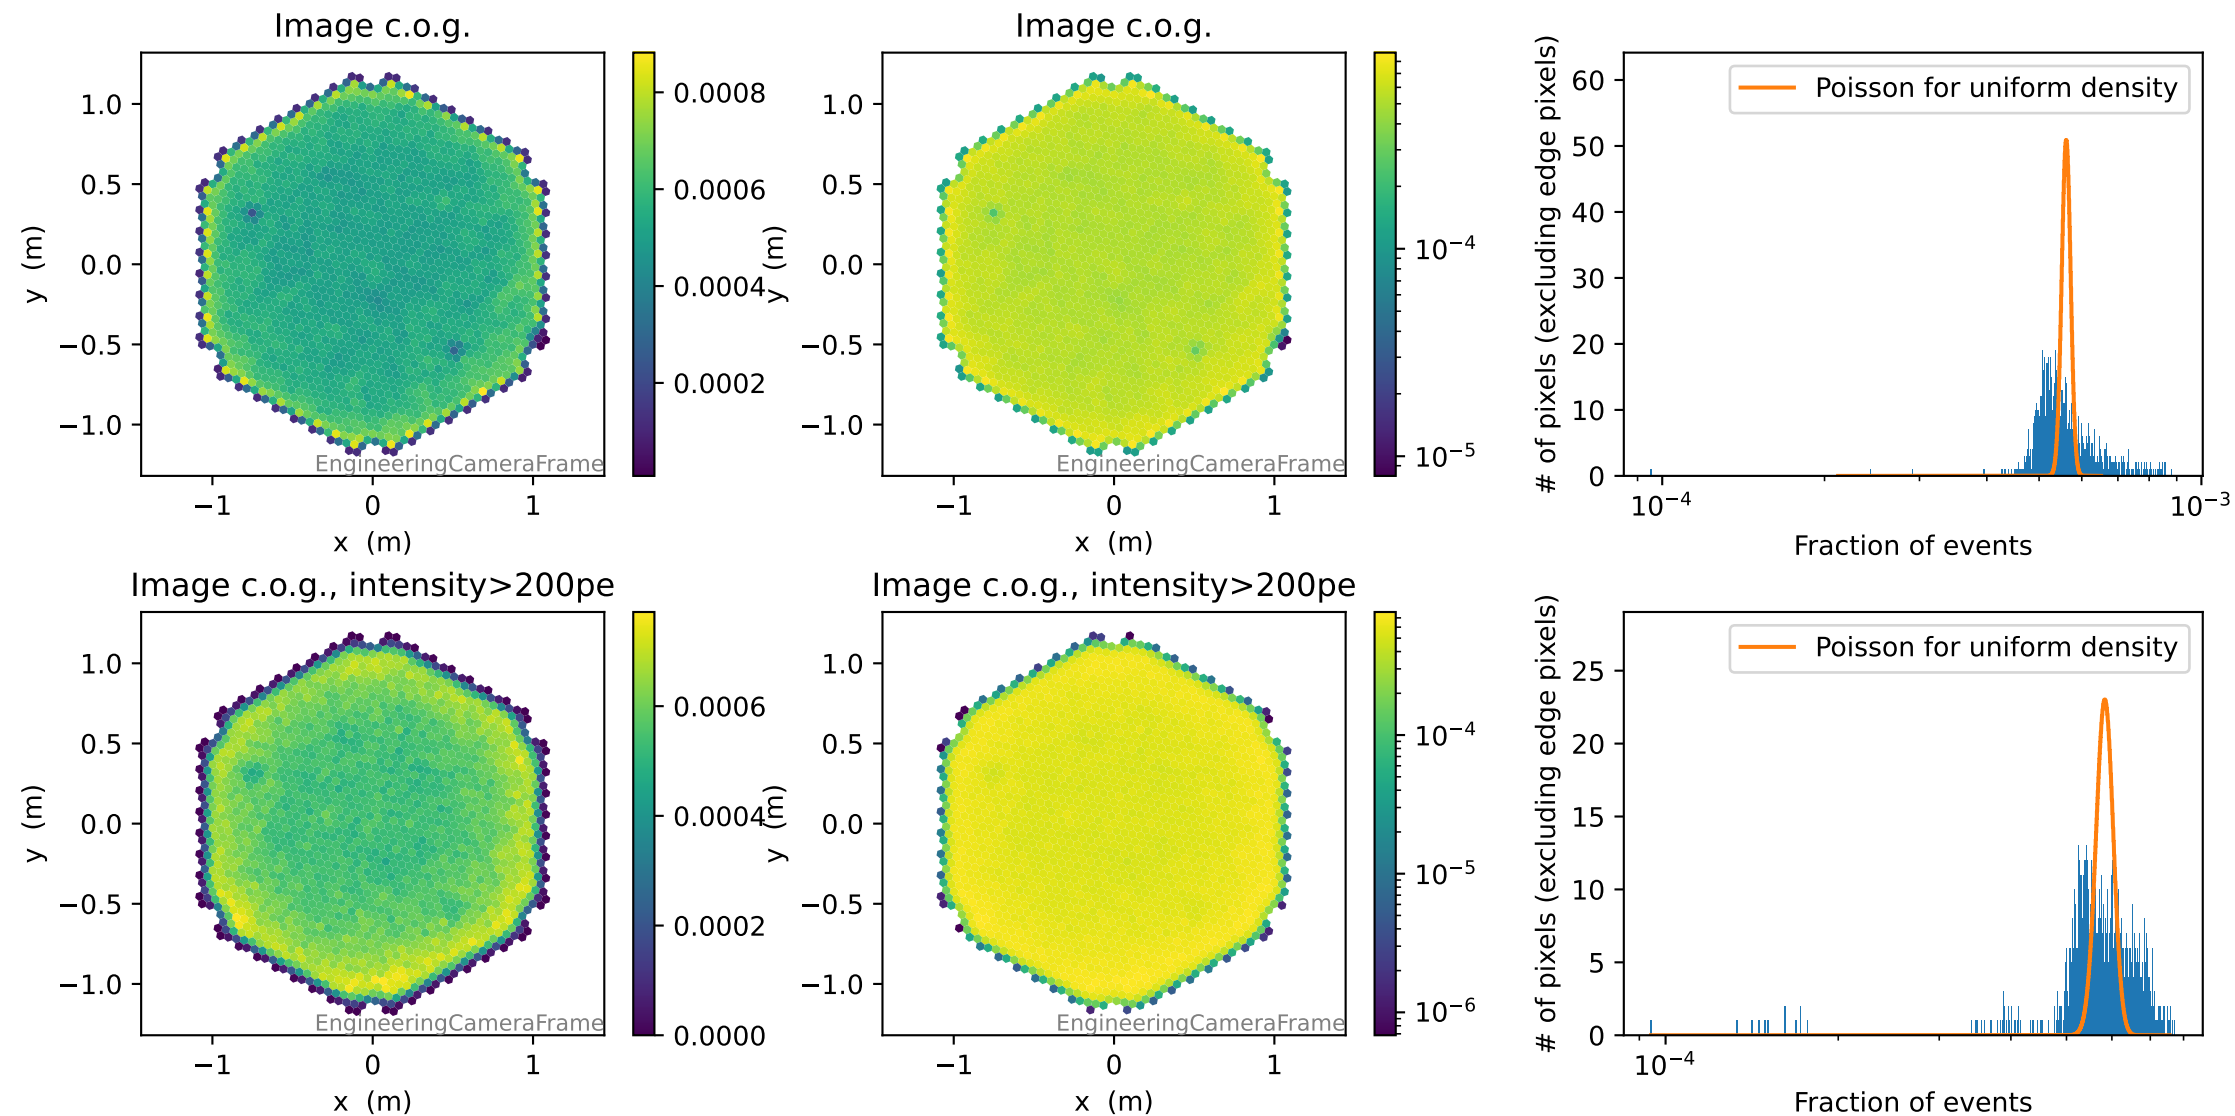 Image c.o.g.
1.0
0.5
0.0
−0.5
−1.0
y (m)
−1
0
1
x (m)
EngineeringCameraFrame
0.0008
0.0006
0.0004
0.0002
Image c.o.g.
1.0
0.5
0.0
−0.5
−1.0
y (m)
−1
0
1
x (m)
EngineeringCameraFrame
10⁻⁴
10⁻⁵
# of pixels (excluding edge pixels)
60
50
40
30
20
10
0
Poisson for uniform density
10⁻⁴
10⁻³
Fraction of events
Image c.o.g., intensity>200pe
1.0
0.5
0.0
−0.5
−1.0
y (m)
−1
0
1
x (m)
EngineeringCameraFrame
0.0006
0.0004
0.0002
0.0000
Image c.o.g., intensity>200pe
1.0
0.5
0.0
−0.5
−1.0
y (m)
−1
0
1
x (m)
EngineeringCameraFrame
10⁻⁴
10⁻⁵
10⁻⁶
# of pixels (excluding edge pixels)
25
20
15
10
5
0
Poisson for uniform density
10⁻⁴
Fraction of events